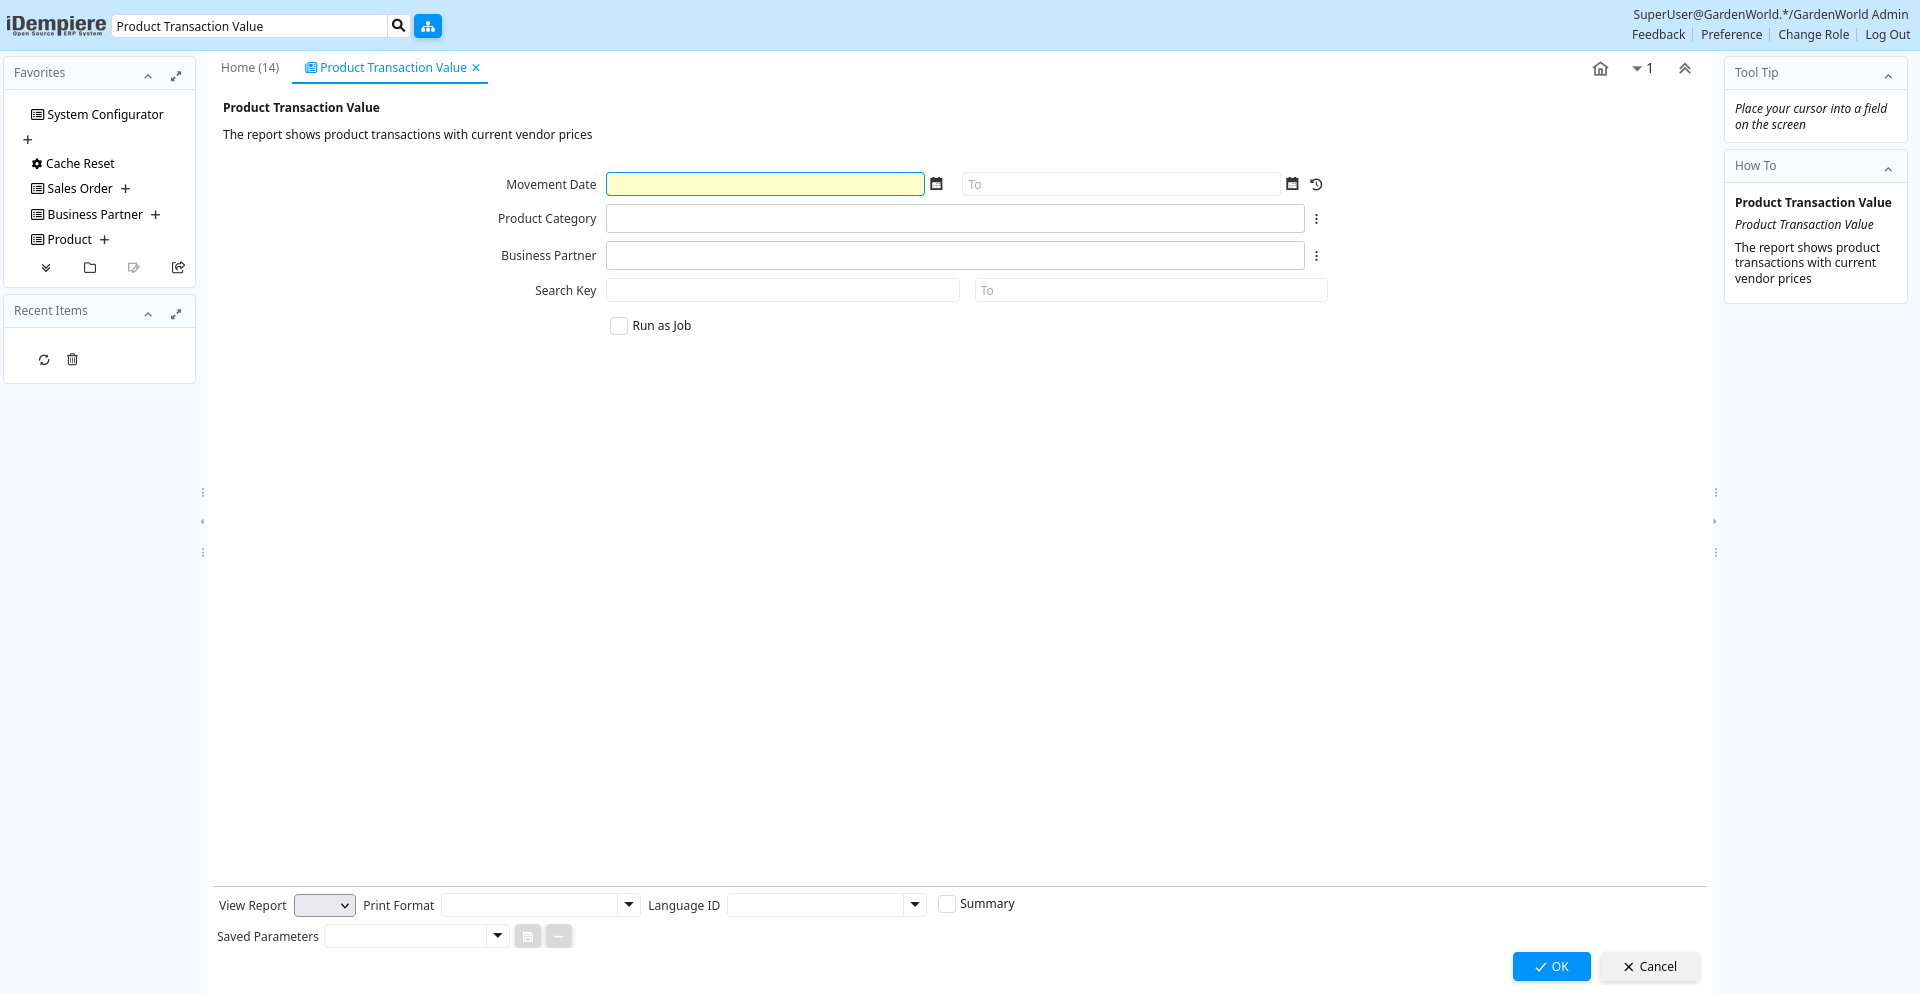 iDempiere
Open Source ERP System
Product Transaction Value
SuperUser@GardenWorld.*/GardenWorld Admin
Feedback
Preference
Change Role
Log Out
Favorites
System Configurator
Cache Reset
Sales Order
Business Partner
Product
Recent Items
Home (14)
Product Transaction Value
1
Product Transaction Value
The report shows product transactions with current vendor prices
Movement Date
To
Product Category
Business Partner
Search Key
To
Run as Job
View Report
Print Format
Language ID
Summary
Saved Parameters
OK
Cancel
Tool Tip
Place your cursor into a field
on the screen
How To
Product Transaction Value
Product Transaction Value
The report shows product
transactions with current
vendor prices